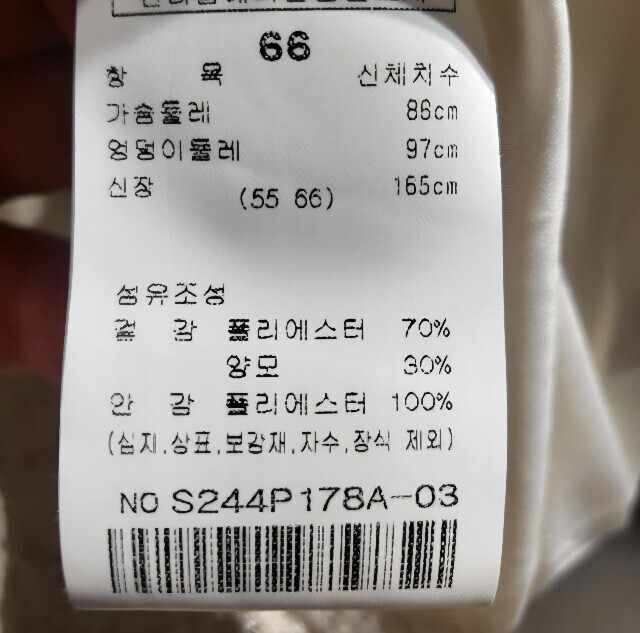 66
항 목 신체치수
가슴둘레 86cm
엉덩이둘레 97cm
신장 165cm
(55 66)
섬유조성
겉 감 폴리에스터 70%
양모 30%
안 감 폴리에스터 100%
(심지,상표,보강재,자수,장식 제외)
NO S244P178A-03